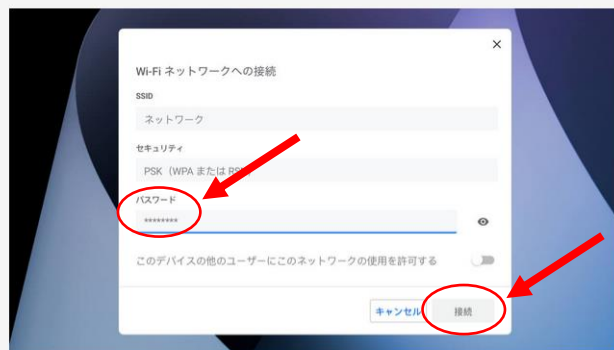 Wi-Fi ネットワークへの接続
SSID
ネットワーク
セキュリティ
PSK（WPA または
パスワード
********
このデバイスの他のユーザーにこのネットワークの使用を許可する
キャンセル
接続